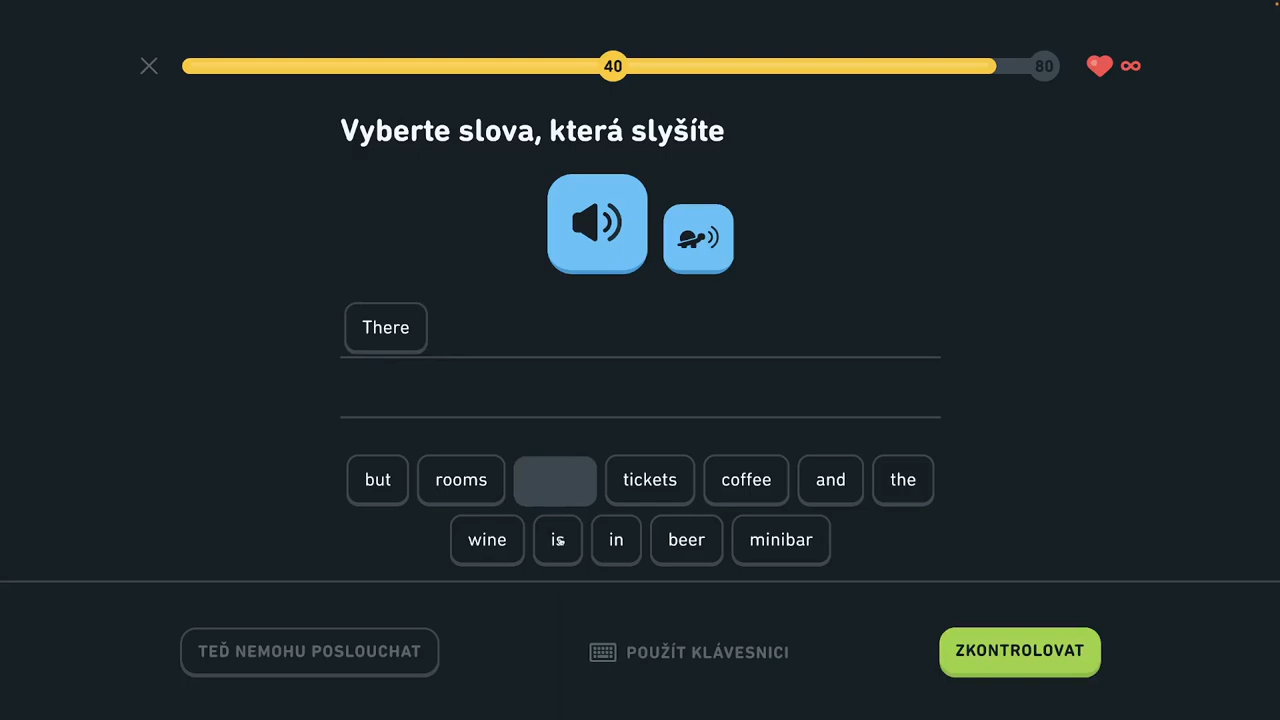 40 80 ∞
Vyberte slova, která slyšíte
There
but rooms tickets coffee and the
wine is in beer minibar
TEĎ NEMOHU POSLOUCHAT POUŽÍT KLÁVESNICI ZKONTROLOVAT